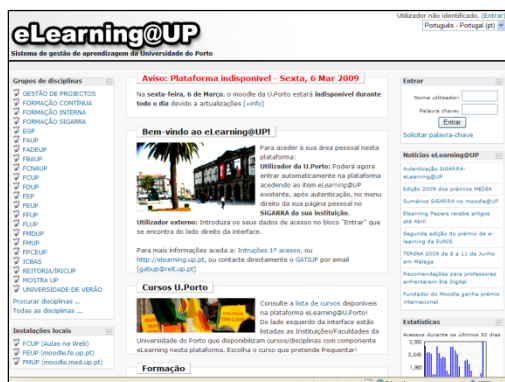 Utilizador não identificado. (Entrar)
Português - Portugal (pt)
eLearning@UP
Sistema de gestão de aprendizagem da Universidade do Porto
Grupos de disciplinas
GESTÃO DE PROJECTOS
FORMAÇÃO CONTÍNUA
FORMAÇÃO INTERNA
FORMAÇÃO SIGARRA
EGP
FAUP
FADEUP
FBAUP
FCNAUP
FCUP
FDUP
FEP
FEUP
FFUP
FLUP
FMDUP
FMUP
FPCEUP
ICBAS
REITORIA/IRICUP
MOSTRA UP
UNIVERSIDADE DE VERÃO
Procurar disciplinas ...
Todas as disciplinas ...
Instalações locais
FCUP (Aulas na Web)
FEUP (moodle.fe.up.pt)
FMUP (moodle.med.up.pt)
Aviso: Plataforma indisponível - Sexta, 6 Mar 2009
Na sexta-feira, 6 de Março, o moodle da U.Porto estará indisponível durante
todo o dia devido a actualizações [+info]
Bem-vindo ao eLearning@UP!
Para aceder à sua área pessoal nesta
plataforma:
Utilizador da U.Porto: Poderá agora
entrar automaticamente na plataforma
acedendo ao item eLearning@UP
existente, após autenticação, no menu
direito da sua página pessoal no
SIGARRA da sua instituição.
Utilizador externo: Introduza os seus dados de acesso no bloco "Entrar" que
se encontra do lado direito da interface.
Para mais informações aceda a: Intruções 1º acesso, ou
http://elearning.up.pt, ou contacte directamente o GATIUP por email
[gatiup@reit.up.pt]
Cursos U.Porto
Consulte a lista de cursos disponíveis
na plataforma eLearning@U.Porto!
Do lado esquerdo da interface estão
listadas as Instituições/Faculdades da
Universidade do Porto que disponibilizam cursos/disciplinas com componente
eLearning nesta plataforma. Escolha o curso que pretende frequentar!
Formação
Entrar
Nome utilizador:
Palavra chave:
Entrar
Solicitar palavra-chave
Notícias eLearning@UP
Autenticação SIGARRA-
eLearning@UP
Edição 2009 dos prémios MEDEA
Sumários SIGARRA no moodle@UP
Elearning Papers recebe artigos
até Abril
Segunda edição do prémio de e-
learning da EUNIS
TERENA 2009 de 8 a 11 de Junho
em Málaga
Recomendações para professores
enfrentarem Era Digital
Fundador do Moodle ganha prémio
internacional
Estatísticas
Acessos durante os últimos 30 dias
3,300
2,640
1,980